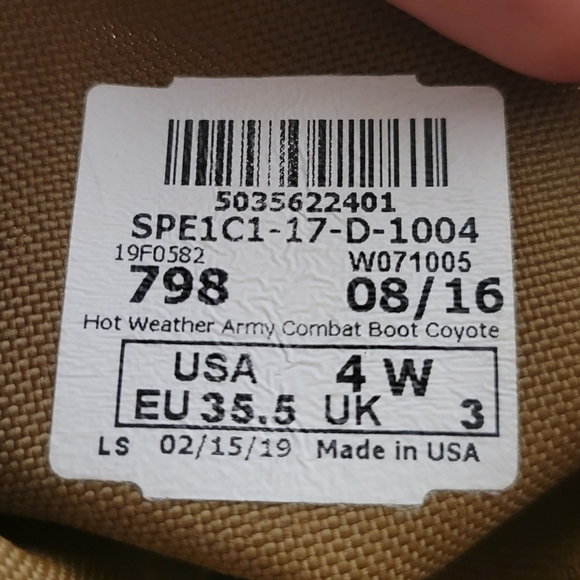 5035622401
SPE1C1-17-D-1004
19F0582 W071005
798 08/16
Hot Weather Army Combat Boot Coyote
USA 4 W
EU 35.5 UK 3
LS 02/15/19 Made in USA